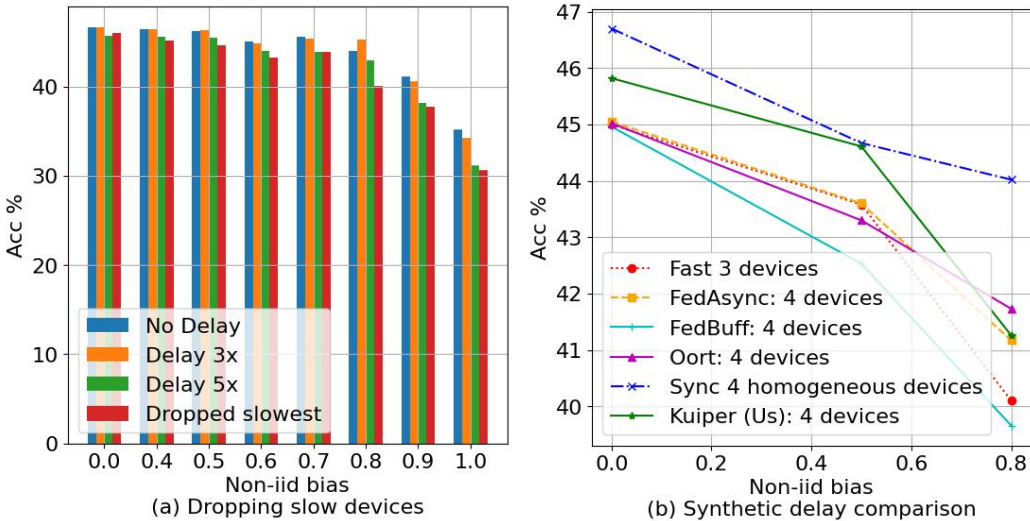 Acc %
40
30
20
10
0
No Delay
Delay 3x
Delay 5x
Dropped slowest
0.0 0.4 0.5 0.6 0.7 0.8 0.9 1.0
Non-iid bias
(a) Dropping slow devices
Acc %
47
46
45
44
43
42
41
40
Fast 3 devices
FedAsync: 4 devices
FedBuff: 4 devices
Oort: 4 devices
Sync 4 homogeneous devices
Kuiper (Us): 4 devices
0.0 0.2 0.4 0.6 0.8
Non-iid bias
(b) Synthetic delay comparison